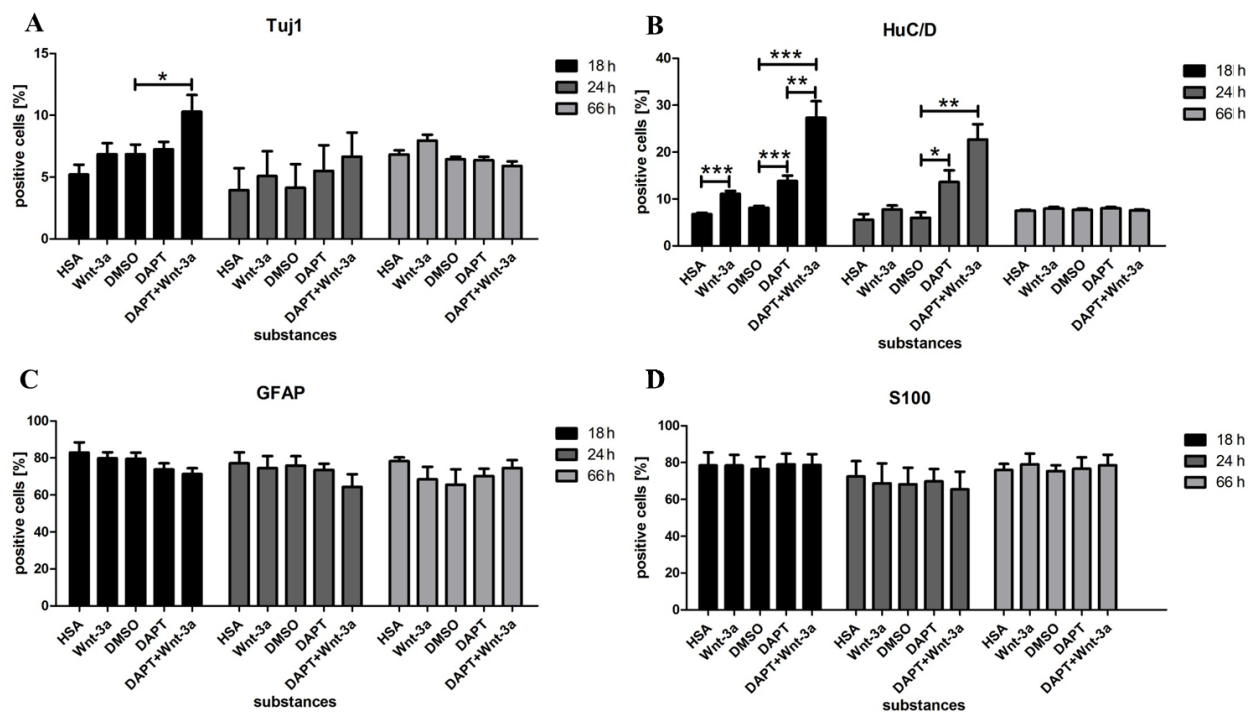 A
Tuj1
positive cells [%]
15
10
5
0
*
18 h
24 h
66 h
HSA Wnt-3a DMSO DAPT DAPT+Wnt-3a
HSA Wnt-3a DMSO DAPT DAPT+Wnt-3a
HSA Wnt-3a DMSO DAPT DAPT+Wnt-3a
substances
B
HuC/D
positive cells [%]
40
30
20
10
0
***
**
***
***
**
*
18 h
24 h
66 h
HSA Wnt-3a DMSO DAPT DAPT+Wnt-3a
HSA Wnt-3a DMSO DAPT DAPT+Wnt-3a
HSA Wnt-3a DMSO DAPT DAPT+Wnt-3a
substances
C
GFAP
positive cells [%]
100
80
60
40
20
0
18 h
24 h
66 h
HSA Wnt-3a DMSO DAPT DAPT+Wnt-3a
HSA Wnt-3a DMSO DAPT DAPT+Wnt-3a
HSA Wnt-3a DMSO DAPT DAPT+Wnt-3a
substances
D
S100
positive cells [%]
100
80
60
40
20
0
18 h
24 h
66 h
HSA Wnt-3a DMSO DAPT DAPT+Wnt-3a
HSA Wnt-3a DMSO DAPT DAPT+Wnt-3a
HSA Wnt-3a DMSO DAPT DAPT+Wnt-3a
substances